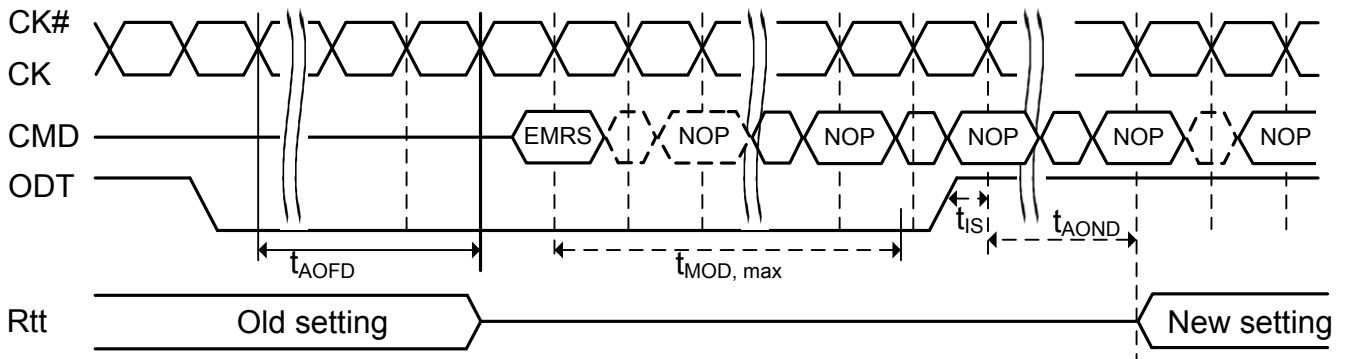 CK#
CK
CMD
EMRS NOP NOP NOP NOP NOP
ODT
tIS
tAOND
tAOFD
tMOD, max
Rtt
Old setting
New setting